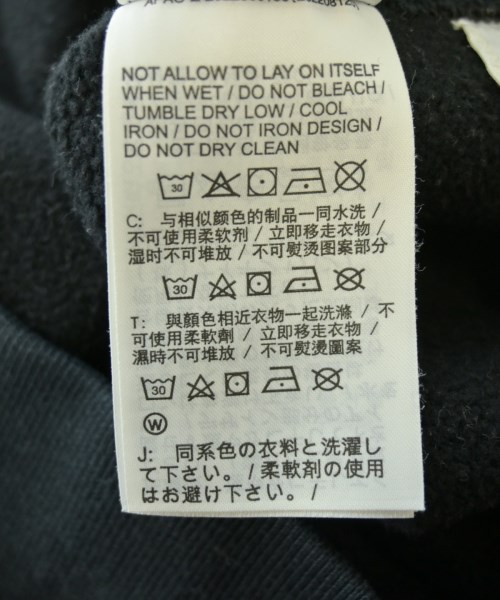 NOT ALLOW TO LAY ON ITSELF
WHEN WET / DO NOT BLEACH /
TUMBLE DRY LOW / COOL
IRON / DO NOT IRON DESIGN /
DO NOT DRY CLEAN
30
C: 与相似颜色的制品一同水洗 /
不可使用柔软剂 / 立即移走衣物 /
湿时不可堆放 / 不可熨烫图案部分
30
T: 與顏色相近衣物一起洗滌 / 不
可使用柔軟劑 / 立即移走衣物 /
濕時不可堆放 / 不可熨燙圖案
30
W
J: 同系色の衣料と洗濯し
て下さい。/ 柔軟剤の使用
はお避け下さい。 /